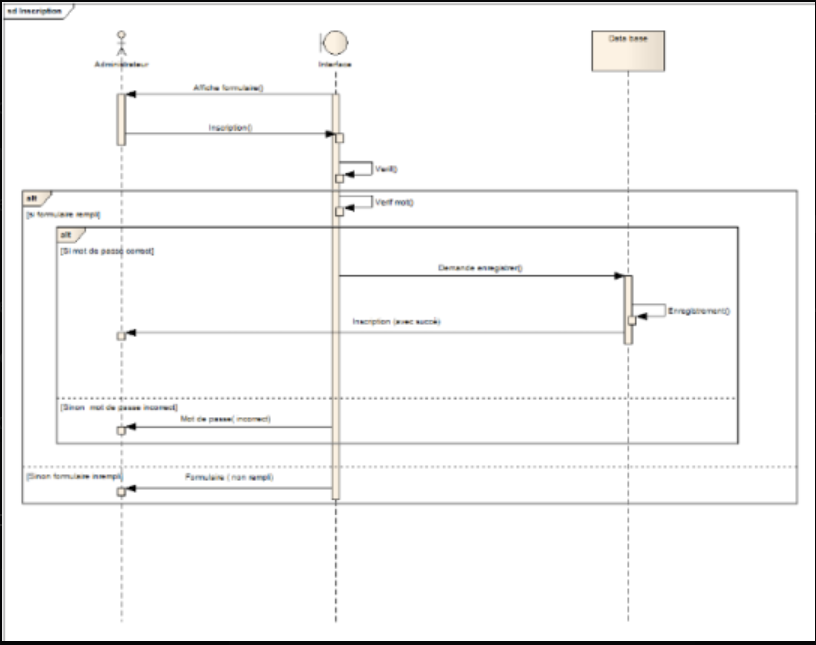 sd Inscription
Administrateur
Interface
Data base
Affiche formulaire()
Inscription()
Verif()
alt
Verif mot()
[si formulaire rempli]
alt
[Si mot de passe correct]
Demande enregistrer()
Enregistrement()
Inscription (avec succé)
[Sinon mot de passe incorrect]
Mot de passe( incorrect)
[Sinon formulaire inrempli]
Formulaire ( non rempli)